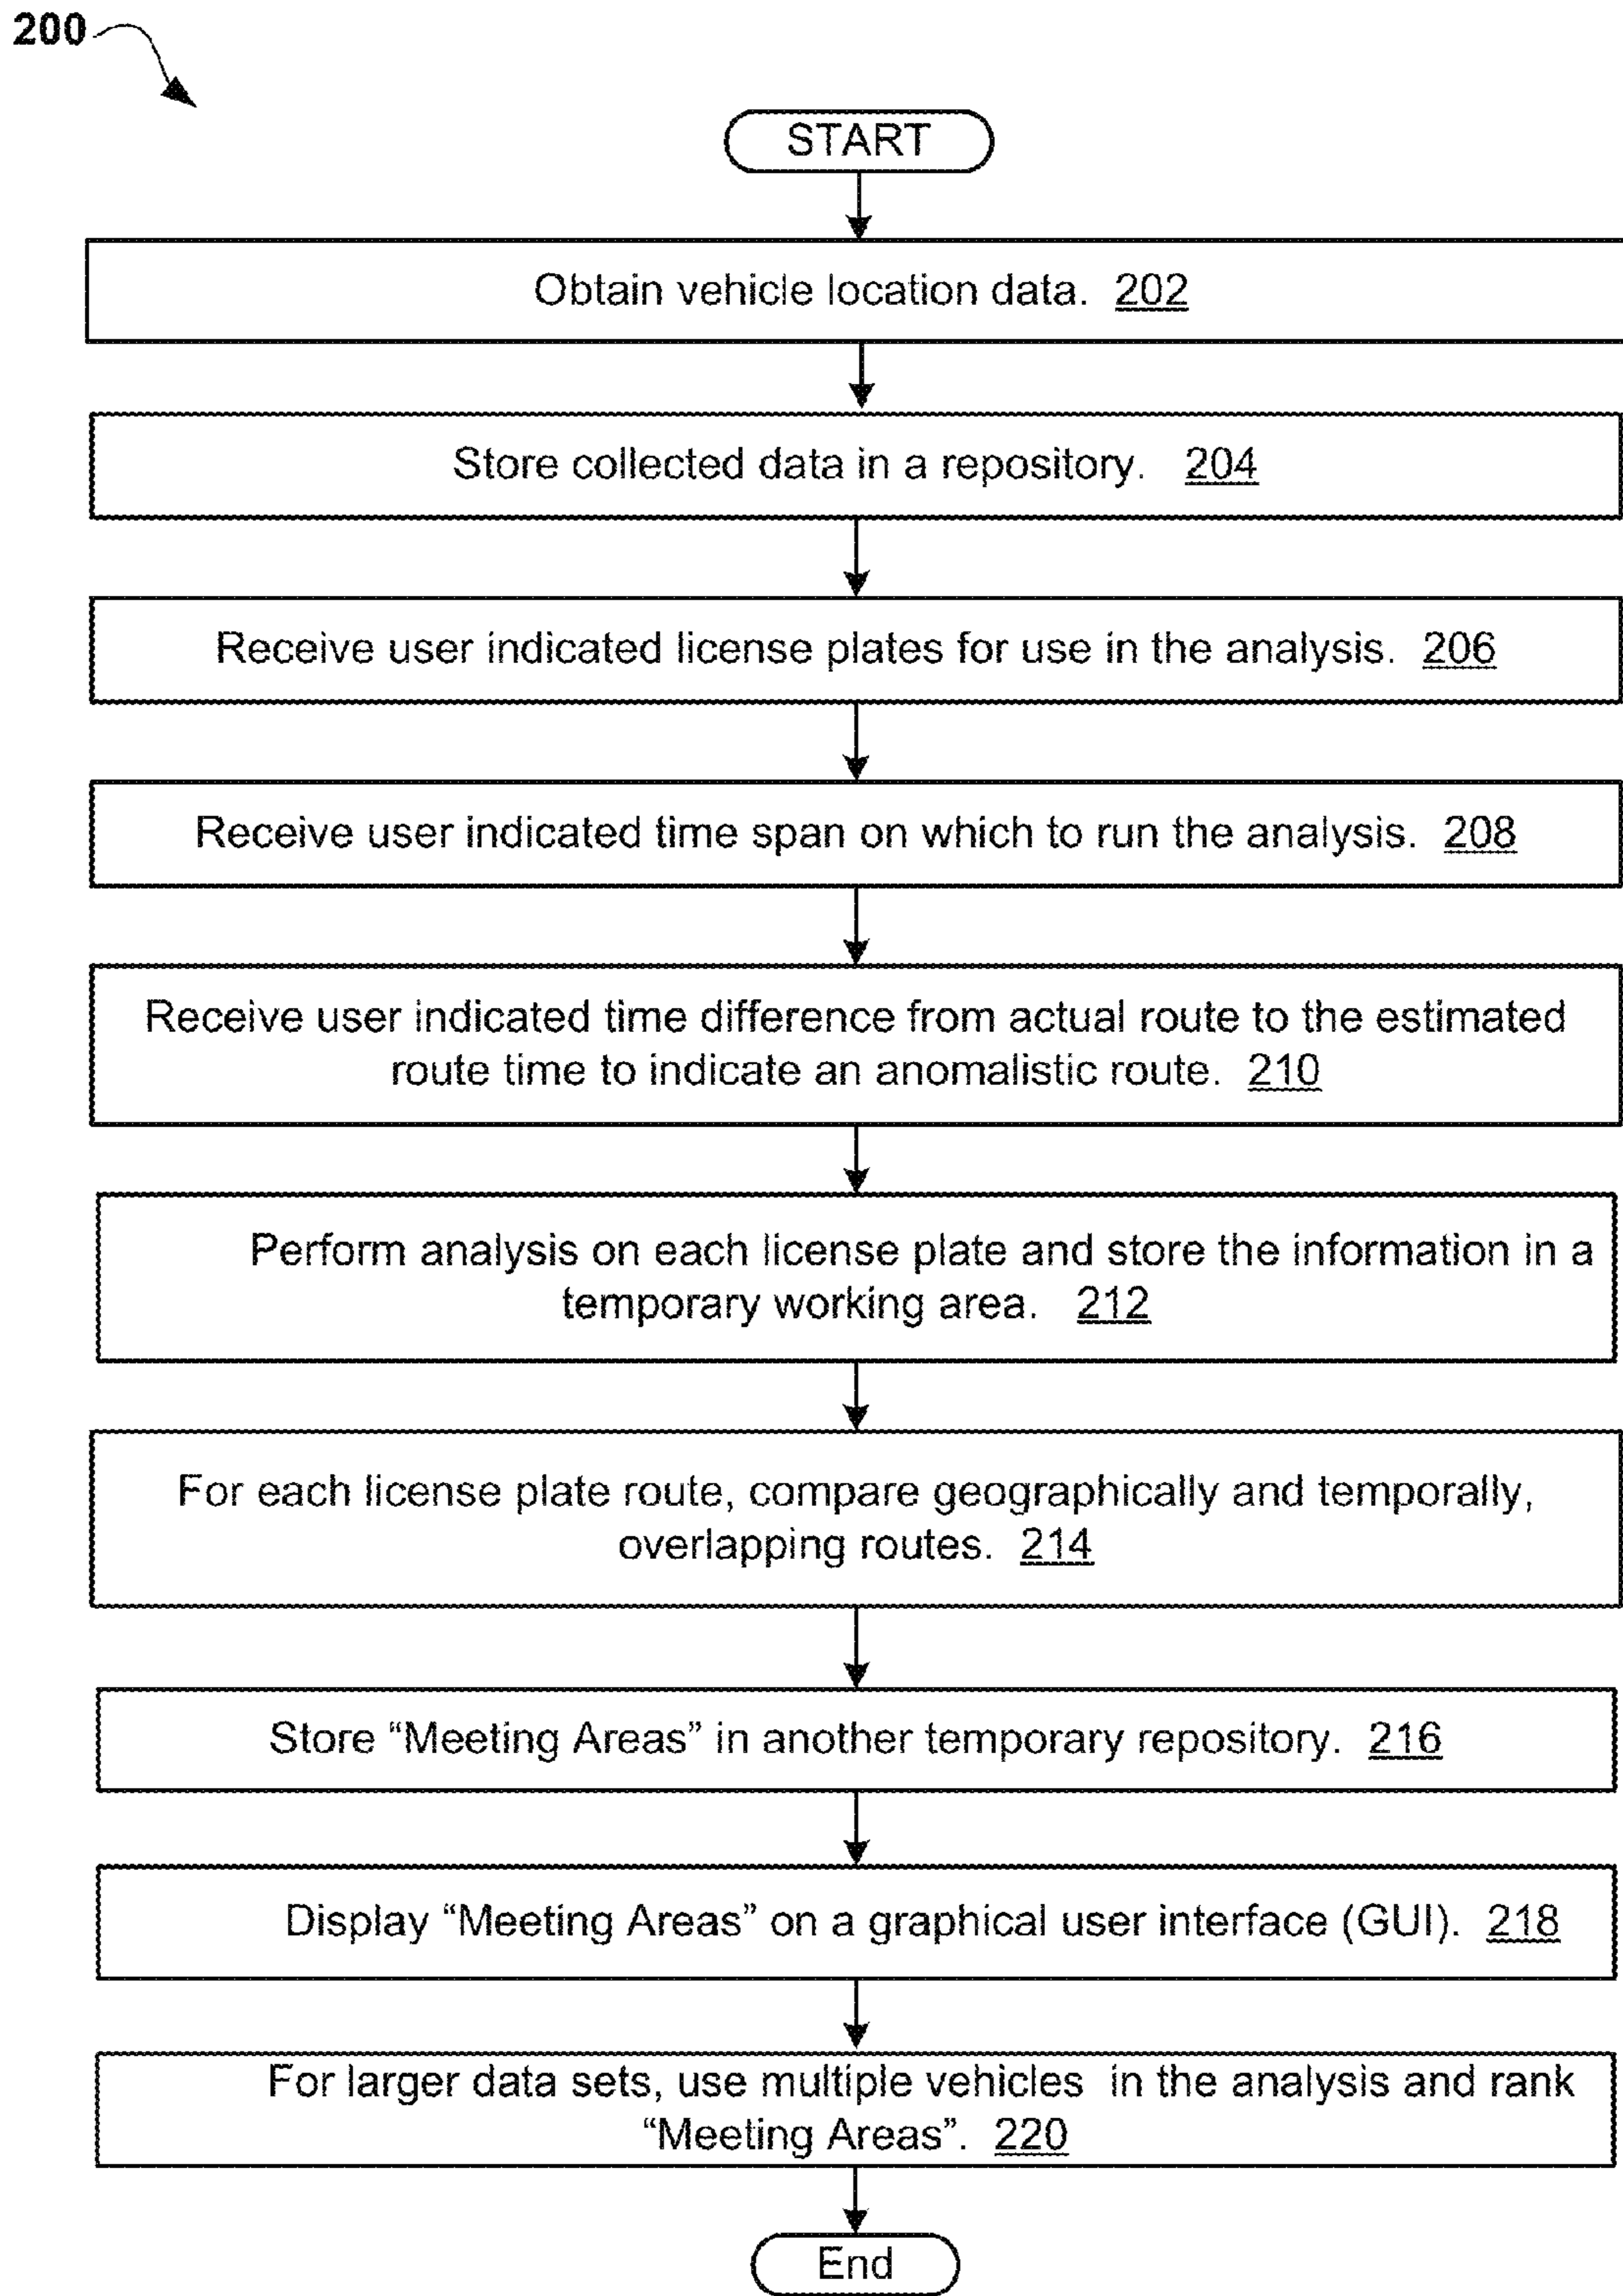 200
START
Obtain vehicle location data. 202
Store collected data in a repository. 204
Receive user indicated license plates for use in the analysis. 206
Receive user indicated time span on which to run the analysis. 208
Receive user indicated time difference from actual route to the estimated
route time to indicate an anomalistic route. 210
Perform analysis on each license plate and store the information in a
temporary working area. 212
For each license plate route, compare geographically and temporally,
overlapping routes. 214
Store “Meeting Areas” in another temporary repository. 216
Display “Meeting Areas” on a graphical user interface (GUI). 218
For larger data sets, use multiple vehicles in the analysis and rank
“Meeting Areas”. 220
End